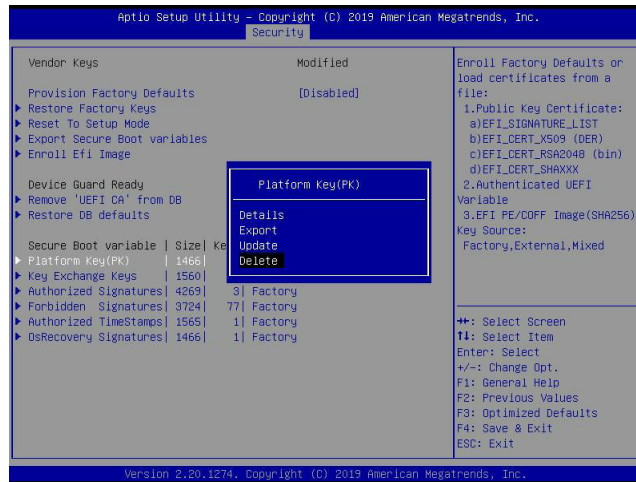 Aptio Setup Utility – Copyright (C) 2019 American Megatrends, Inc.
Security
Vendor Keys Modified
Provision Factory Defaults [Disabled]
Restore Factory Keys
Reset To Setup Mode
Export Secure Boot variables
Enroll Efi Image
Device Guard Ready
Remove 'UEFI CA' from DB
Restore DB defaults
Secure Boot variable | Size| Ke
Platform Key(PK) | 1466|
Key Exchange Keys | 1560|
Authorized Signatures| 4269| 3| Factory
Forbidden Signatures| 3724| 77| Factory
Authorized TimeStamps| 1565| 1| Factory
OsRecovery Signatures| 1466| 1| Factory
Platform Key(PK)
Details
Export
Update
Delete
Enroll Factory Defaults or
load certificates from a
file:
1.Public Key Certificate:
a)EFI_SIGNATURE_LIST
b)EFI_CERT_X509 (DER)
c)EFI_CERT_RSA2048 (bin)
d)EFI_CERT_SHAXXX
2.Authenticated UEFI
Variable
3.EFI PE/COFF Image(SHA256)
Key Source:
Factory,External,Mixed
→←: Select Screen
↑↓: Select Item
Enter: Select
+/-: Change Opt.
F1: General Help
F2: Previous Values
F3: Optimized Defaults
F4: Save & Exit
ESC: Exit
Version 2.20.1274. Copyright (C) 2019 American Megatrends, Inc.